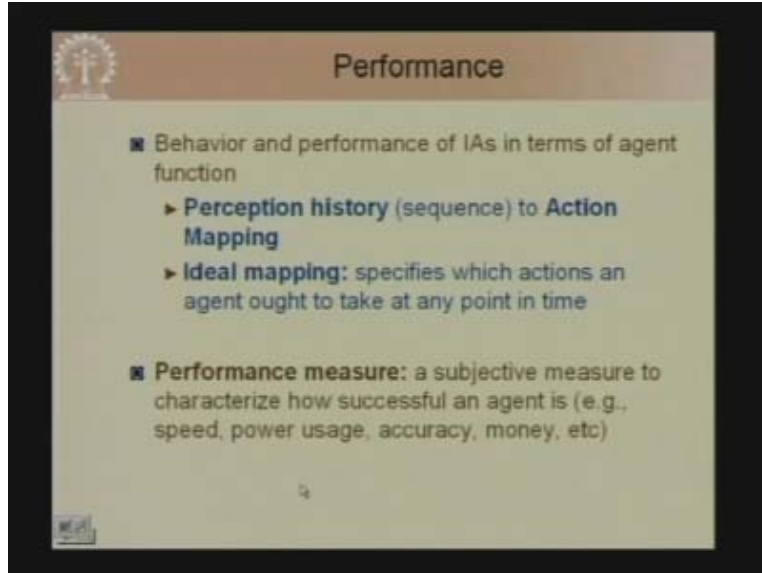 Performance
Behavior and performance of IAs in terms of agent
function
Perception history (sequence) to Action
Mapping
Ideal mapping: specifies which actions an
agent ought to take at any point in time
Performance measure: a subjective measure to
characterize how successful an agent is (e.g.,
speed, power usage, accuracy, money, etc)